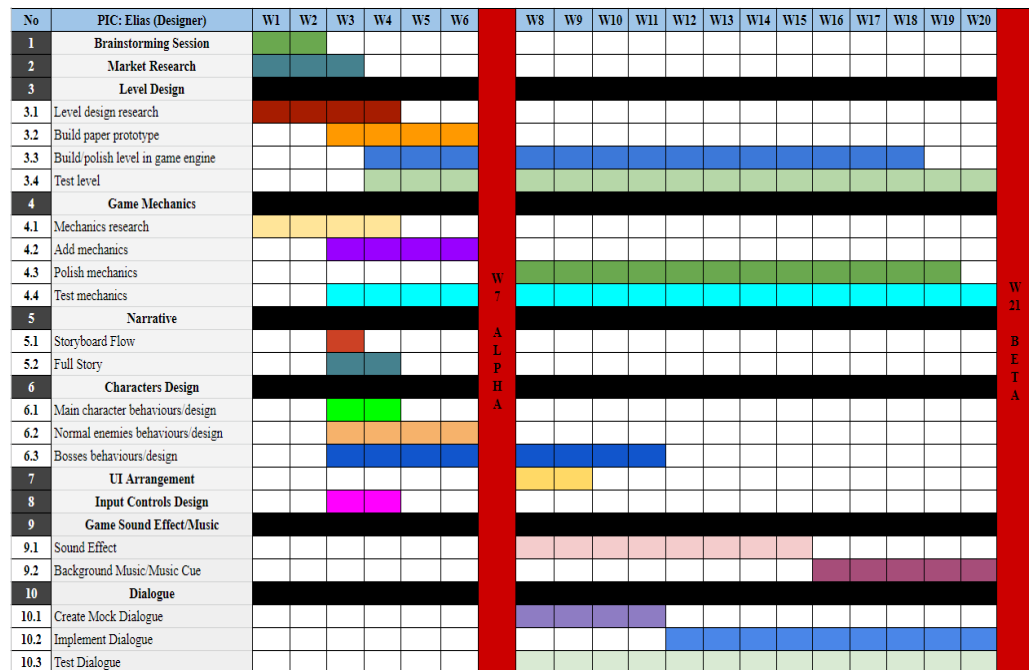 No PIC: Elias (Designer) W1 W2 W3 W4 W5 W6 W8 W9 W10 W11 W12 W13 W14 W15 W16 W17 W18 W19 W20
1 Brainstorming Session
2 Market Research
3 Level Design
3.1 Level design research
3.2 Build paper prototype
3.3 Build/polish level in game engine
3.4 Test level
4 Game Mechanics
4.1 Mechanics research
4.2 Add mechanics
4.3 Polish mechanics
4.4 Test mechanics
5 Narrative
5.1 Storyboard Flow
5.2 Full Story
6 Characters Design
6.1 Main character behaviours/design
6.2 Normal enemies behaviours/design
6.3 Bosses behaviours/design
7 UI Arrangement
8 Input Controls Design
9 Game Sound Effect/Music
9.1 Sound Effect
9.2 Background Music/Music Cue
10 Dialogue
10.1 Create Mock Dialogue
10.2 Implement Dialogue
10.3 Test Dialogue
W7 ALPHA
W21 BETA